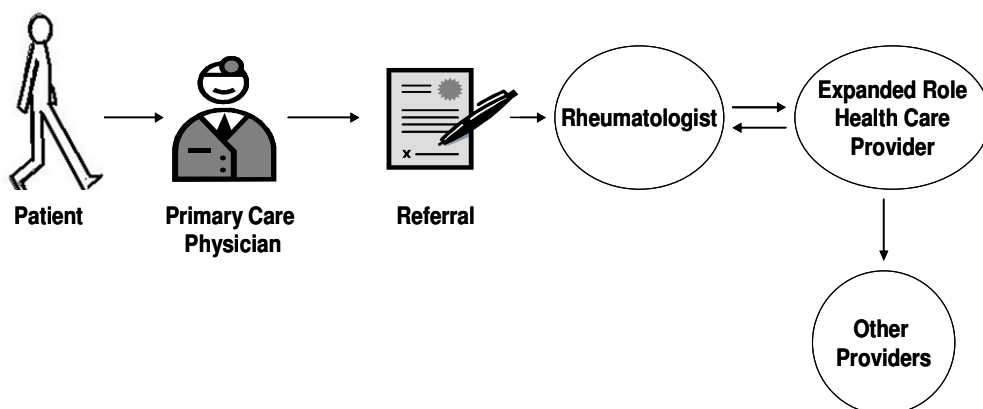 Patient
Primary Care
Physician
Referral
x
Rheumatologist
Expanded Role
Health Care
Provider
Other
Providers